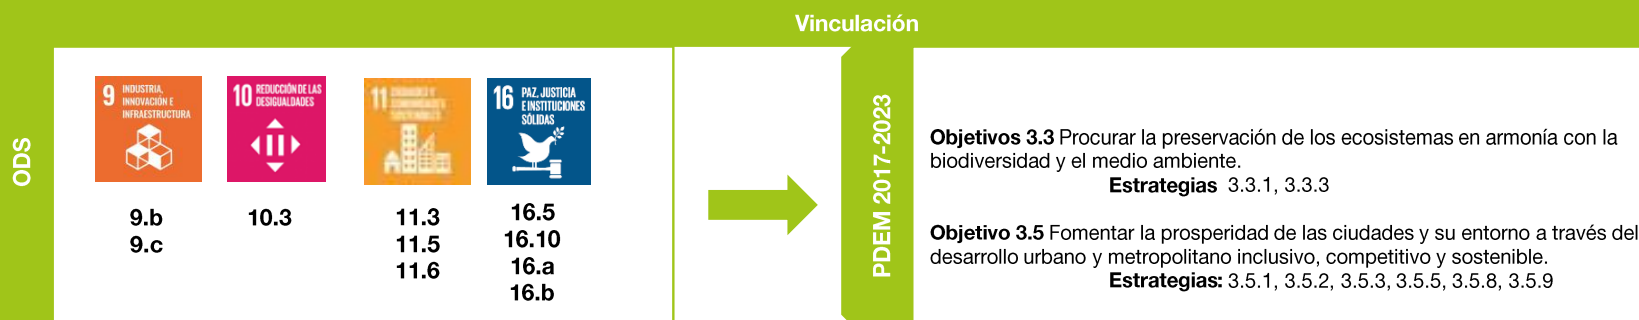 Vinculación
ODS
9 INDUSTRIA,
INNOVACIÓN E
INFRAESTRUCTURA
9.b
9.c
10 REDUCCIÓN DE LAS
DESIGUALDADES
10.3
11 CIUDADES Y
COMUNIDADES
SOSTENIBLES
11.3
11.5
11.6
16 PAZ, JUSTICIA
E INSTITUCIONES
SÓLIDAS
16.5
16.10
16.a
16.b
PDEM 2017-2023
Objetivos 3.3 Procurar la preservación de los ecosistemas en armonía con la
biodiversidad y el medio ambiente.
Estrategias 3.3.1, 3.3.3
Objetivo 3.5 Fomentar la prosperidad de las ciudades y su entorno a través del
desarrollo urbano y metropolitano inclusivo, competitivo y sostenible.
Estrategias: 3.5.1, 3.5.2, 3.5.3, 3.5.5, 3.5.8, 3.5.9